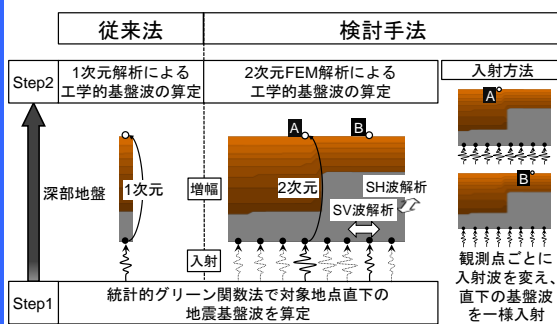 従来法
検討手法
Step2
1次元解析による
工学的基盤波の算定
2次元FEM解析による
工学的基盤波の算定
入射方法
A
A
B
深部地盤
1次元
増幅
2次元
SH波解析
SV波解析
B
入射
観測点ごとに
入射波を変え、
直下の基盤波
を一様入射
Step1
統計的グリーン関数法で対象地点直下の
地震基盤波を算定